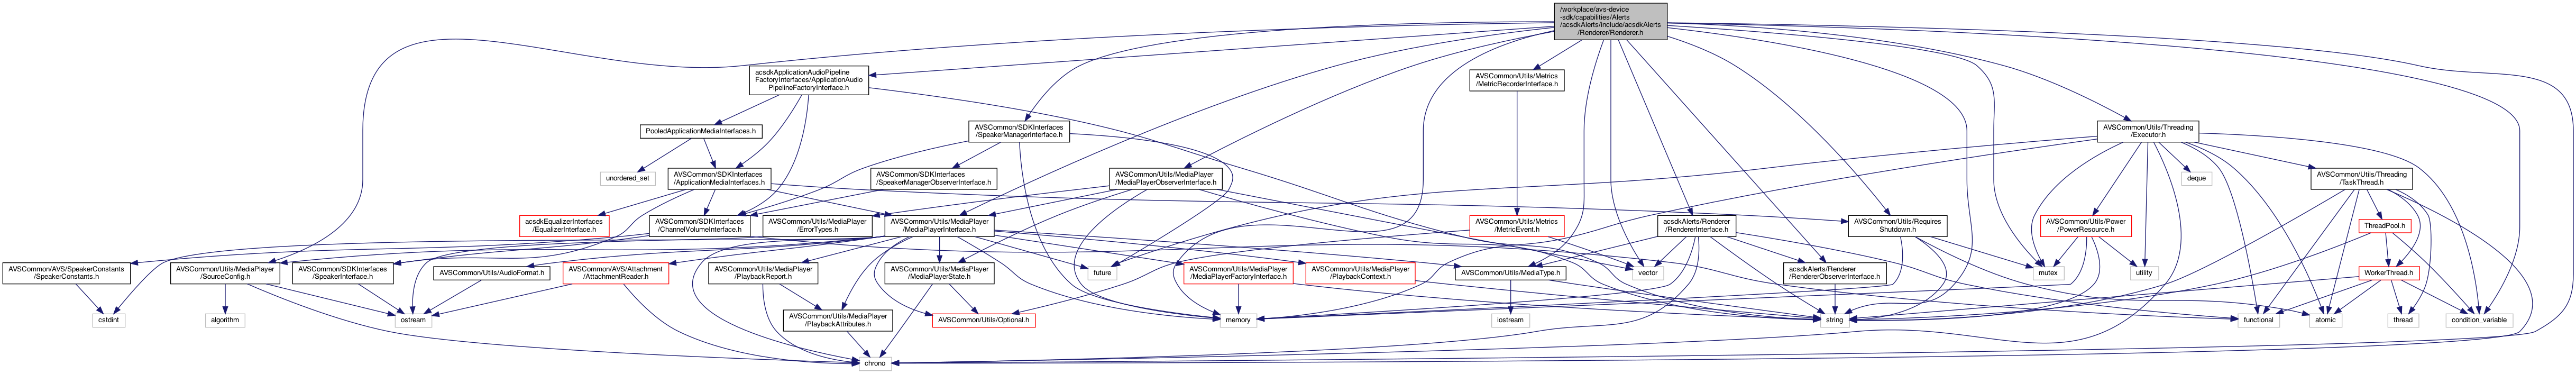 /workplace/avs-device
-sdk/capabilities/Alerts
/acsdkAlerts/include/acsdkAlerts
/Renderer/Renderer.h
acsdkApplicationAudioPipeline
FactoryInterfaces/ApplicationAudio
PipelineFactoryInterface.h
AVSCommon/Utils/Metrics
/MetricRecorderInterface.h
PooledApplicationMediaInterfaces.h
AVSCommon/SDKInterfaces
/SpeakerManagerInterface.h
AVSCommon/Utils/Threading
/Executor.h
unordered_set
AVSCommon/SDKInterfaces
/ApplicationMediaInterfaces.h
AVSCommon/SDKInterfaces
/SpeakerManagerObserverInterface.h
AVSCommon/Utils/MediaPlayer
/MediaPlayerObserverInterface.h
deque
AVSCommon/Utils/Threading
/TaskThread.h
acsdkEqualizerInterfaces
/EqualizerInterface.h
AVSCommon/SDKInterfaces
/ChannelVolumeInterface.h
AVSCommon/Utils/MediaPlayer
/ErrorTypes.h
AVSCommon/Utils/MediaPlayer
/MediaPlayerInterface.h
AVSCommon/Utils/Metrics
/MetricEvent.h
acsdkAlerts/Renderer
/RendererInterface.h
AVSCommon/Utils/Requires
Shutdown.h
AVSCommon/Utils/Power
/PowerResource.h
ThreadPool.h
AVSCommon/AVS/SpeakerConstants
/SpeakerConstants.h
AVSCommon/Utils/MediaPlayer
/SourceConfig.h
AVSCommon/SDKInterfaces
/SpeakerInterface.h
AVSCommon/Utils/AudioFormat.h
AVSCommon/AVS/Attachment
/AttachmentReader.h
AVSCommon/Utils/MediaPlayer
/PlaybackReport.h
AVSCommon/Utils/MediaPlayer
/MediaPlayerState.h
future
AVSCommon/Utils/MediaPlayer
/MediaPlayerFactoryInterface.h
AVSCommon/Utils/MediaPlayer
/PlaybackContext.h
AVSCommon/Utils/MediaType.h
vector
acsdkAlerts/Renderer
/RendererObserverInterface.h
mutex
utility
WorkerThread.h
cstdint
algorithm
ostream
AVSCommon/Utils/MediaPlayer
/PlaybackAttributes.h
AVSCommon/Utils/Optional.h
memory
iostream
string
functional
atomic
thread
condition_variable
chrono